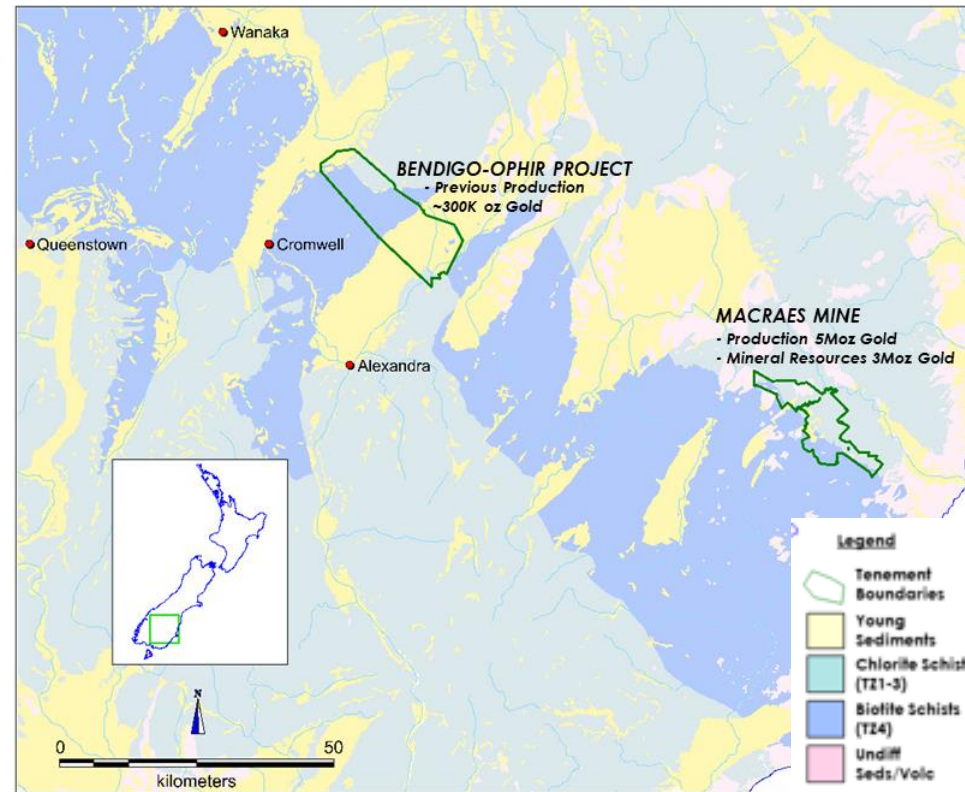 Wanaka
BENDIGO-OPHIR PROJECT
- Previous Production
~300K oz Gold
Queenstown
Cromwell
MACRAES MINE
- Production 5Moz Gold
- Mineral Resources 3Moz Gold
Alexandra
N
0 50
kilometers
Legend
Tenement
Boundaries
Young
Sediments
Chlorite Schist
(TZ1-3)
Biotite Schists
(TZ4)
Undiff
Seds/Volc